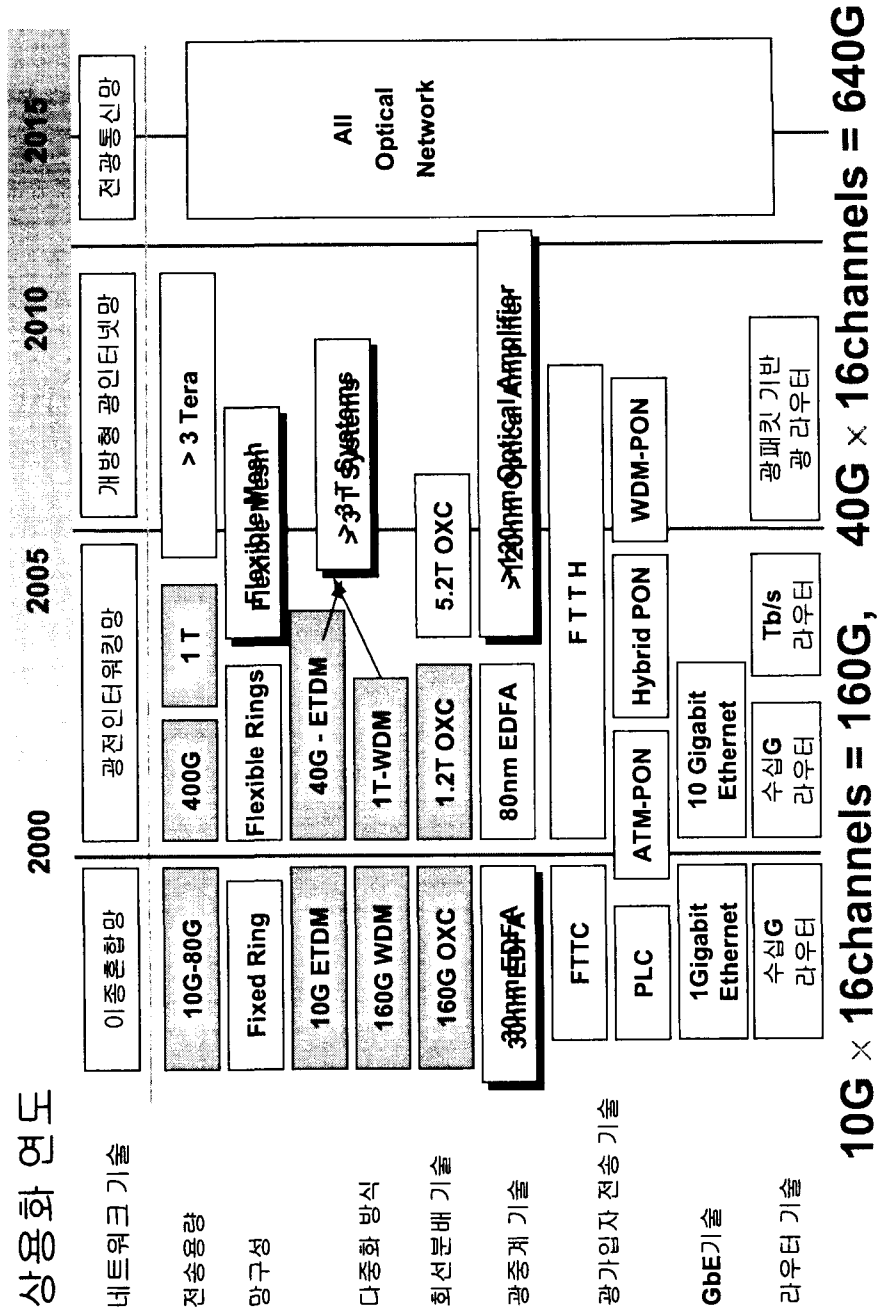 상용화 연도
2000
2005
2010
2015
네트워크 기술
이종혼합망
광전인터워킹망
개방형 광인터넷망
전광통신망
전송용량
10G-80G
400G
1 T
> 3 Tera
망구성
Fixed Ring
Flexible Rings
Flexible Mesh
다중화 방식
10G ETDM
40G - ETDM
> 3 T Systems
160G WDM
1T-WDM
회선분배 기술
160G OXC
1.2T OXC
5.2T OXC
광중계 기술
30nm EDFA
80nm EDFA
>120nm Optical Amplifier
광가입자 전송 기술
FTTC
F T T H
PLC
ATM-PON
Hybrid PON
WDM-PON
GbE기술
1Gigabit
Ethernet
10 Gigabit
Ethernet
라우터 기술
수십G
라우터
수십G
라우터
Tb/s
라우터
광패킷 기반
광 라우터
All
Optical
Network
10G × 16channels = 160G, 40G × 16channels = 640G